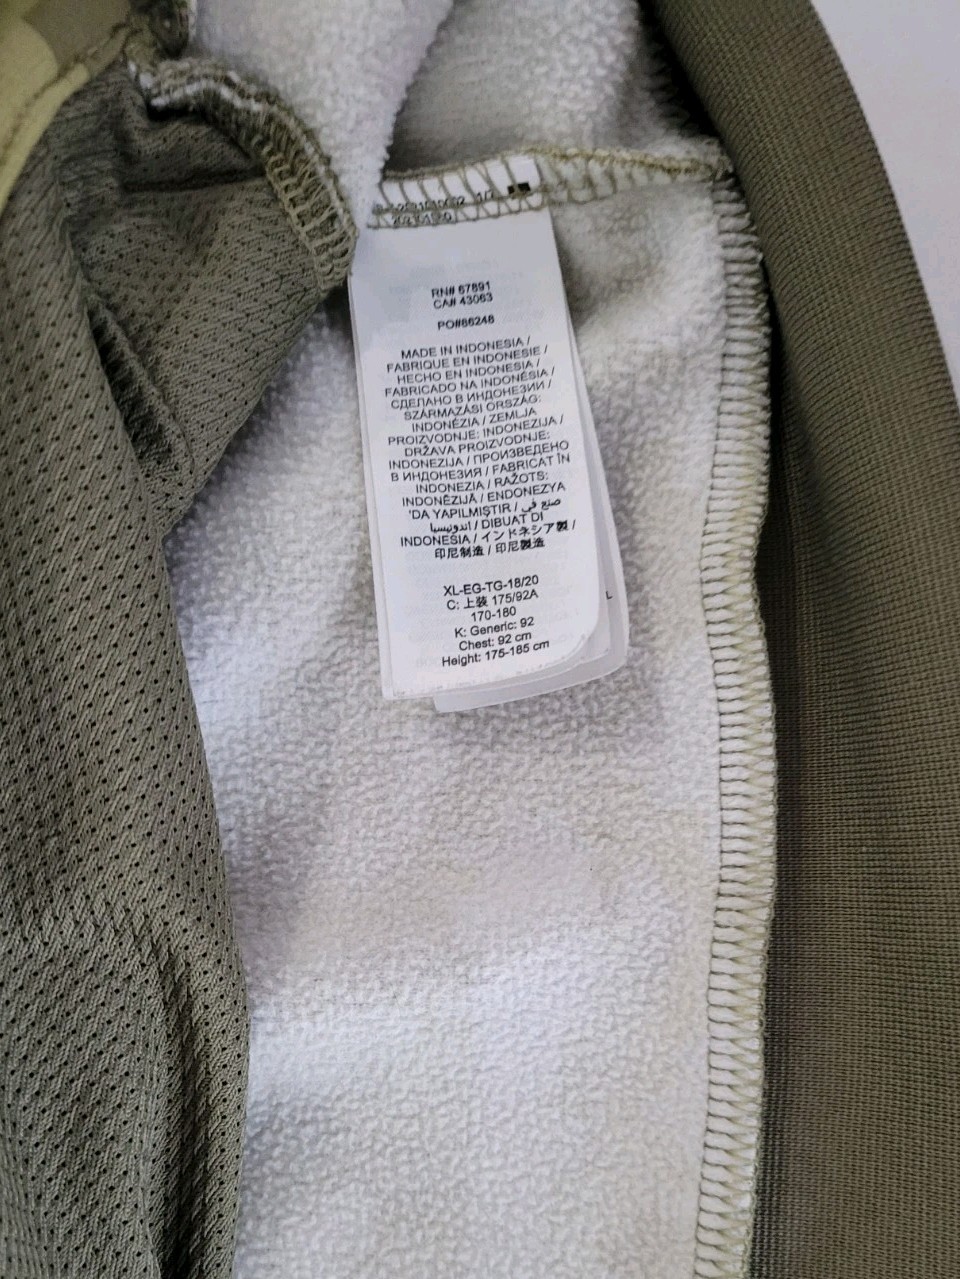 RN# 67891
CA# 43063
PO#86248
MADE IN INDONESIA /
FABRIQUE EN INDONESIE /
HECHO EN INDONESIA /
FABRICADO NA INDONÉSIA /
СДЕЛАНО В ИНДОНЕЗИИ /
SZÁRMAZÁSI ORSZÁG:
INDONÉZIA / ZEMLJA
PROIZVODNJE: INDONEZIJA /
DRŽAVA PROIZVODNJE:
INDONEZIJA / ПРОИЗВЕДЕНО
В ИНДОНЕЗИЯ / FABRICAT ÎN
INDONEZIA / RAŽOTS:
INDONĒZIJĀ / ENDONEZYA
'DA YAPILMIŞTIR / صنع في
اندونيسيا / DIBUAT DI
INDONESIA / インドネシア製 /
印尼制造 / 印尼製造
XL-EG-TG-18/20
C: 上装 175/92A
170-180
K: Generic: 92
Chest: 92 cm
Height: 175-185 cm
L